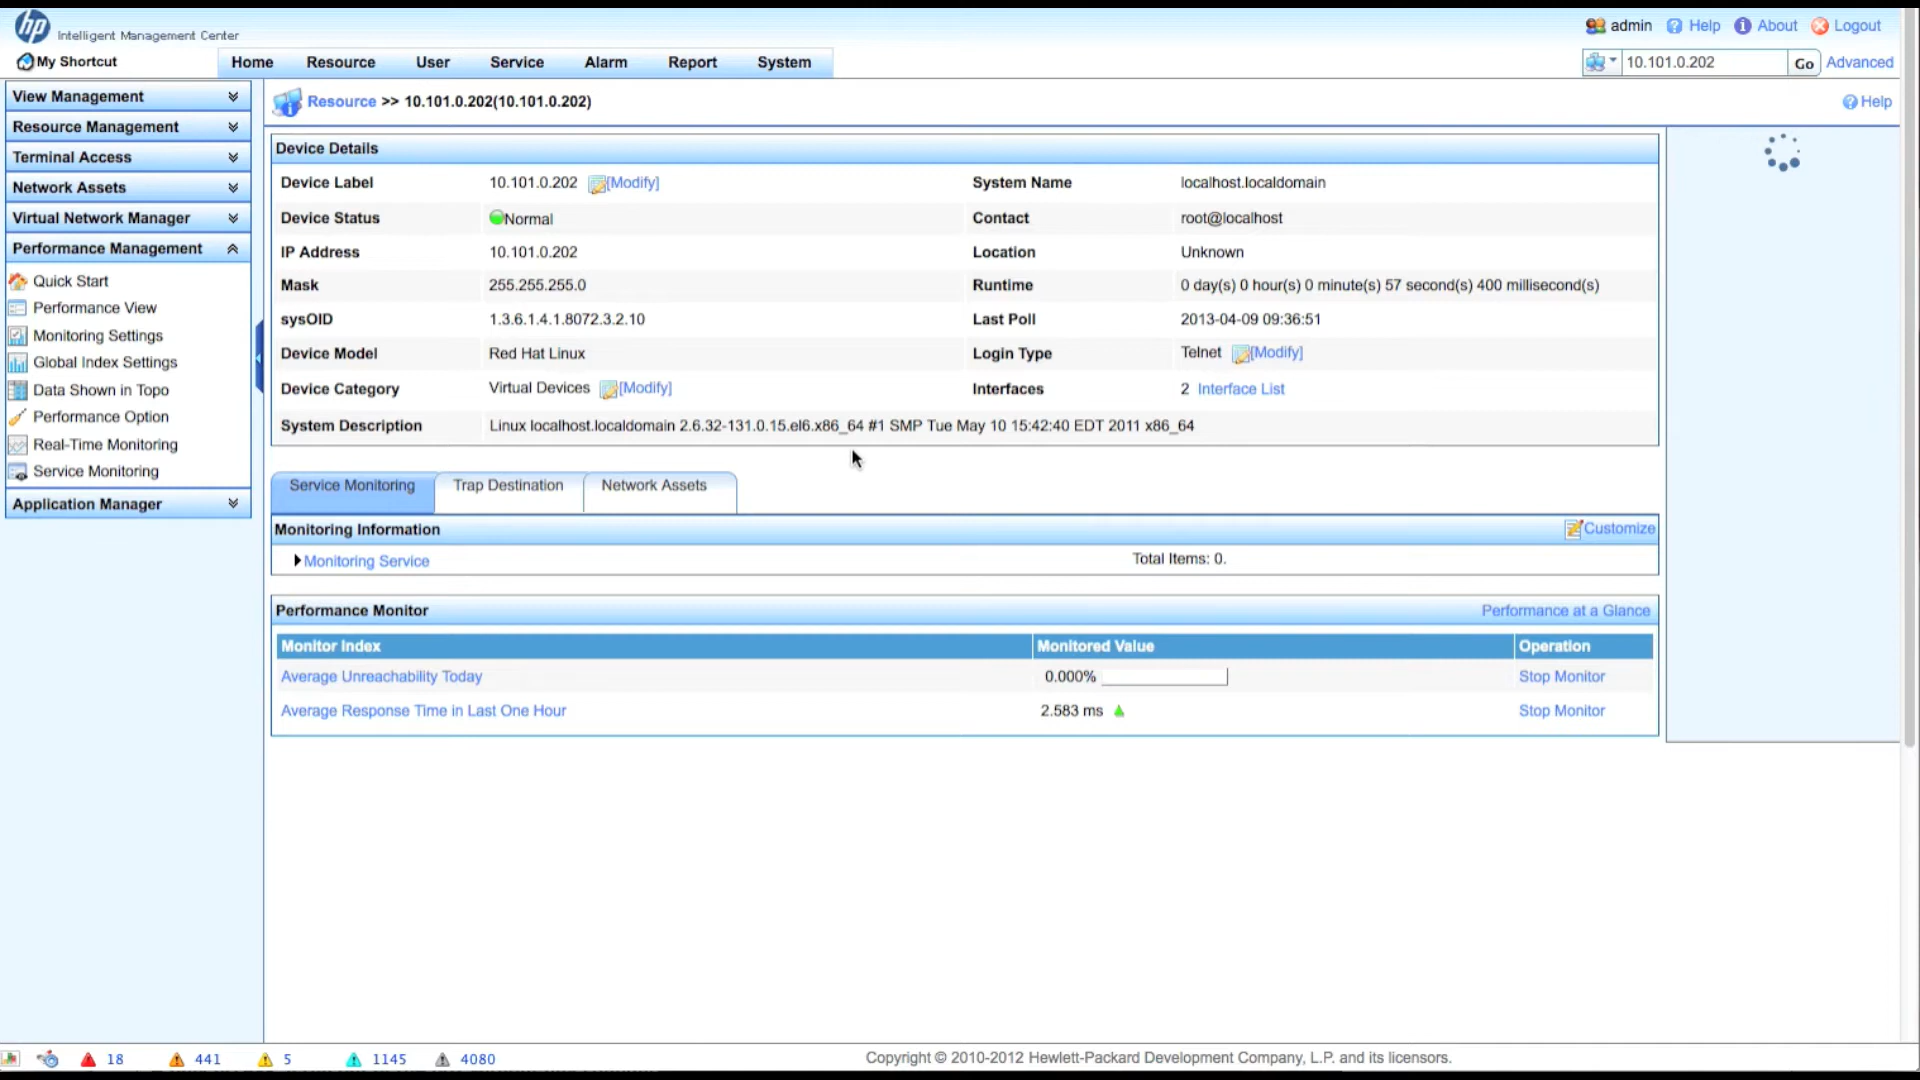 hp Intelligent Management Center
admin Help About Logout
My Shortcut
Home Resource User Service Alarm Report System
10.101.0.202 Go Advanced
View Management
Resource Management
Terminal Access
Network Assets
Virtual Network Manager
Performance Management
Quick Start
Performance View
Monitoring Settings
Global Index Settings
Data Shown in Topo
Performance Option
Real-Time Monitoring
Service Monitoring
Application Manager
Resource >> 10.101.0.202(10.101.0.202)
Help
Device Details
Device Label 10.101.0.202 [Modify] System Name localhost.localdomain
Device Status Normal Contact root@localhost
IP Address 10.101.0.202 Location Unknown
Mask 255.255.255.0 Runtime 0 day(s) 0 hour(s) 0 minute(s) 57 second(s) 400 millisecond(s)
sysOID 1.3.6.1.4.1.8072.3.2.10 Last Poll 2013-04-09 09:36:51
Device Model Red Hat Linux Login Type Telnet [Modify]
Device Category Virtual Devices [Modify] Interfaces 2 Interface List
System Description Linux localhost.localdomain 2.6.32-131.0.15.el6.x86_64 #1 SMP Tue May 10 15:42:40 EDT 2011 x86_64
Service Monitoring Trap Destination Network Assets
Monitoring Information Customize
Monitoring Service Total Items: 0.
Performance Monitor Performance at a Glance
Monitor Index Monitored Value Operation
Average Unreachability Today 0.000% Stop Monitor
Average Response Time in Last One Hour 2.583 ms Stop Monitor
18 441 5 1145 4080
Copyright © 2010-2012 Hewlett-Packard Development Company, L.P. and its licensors.